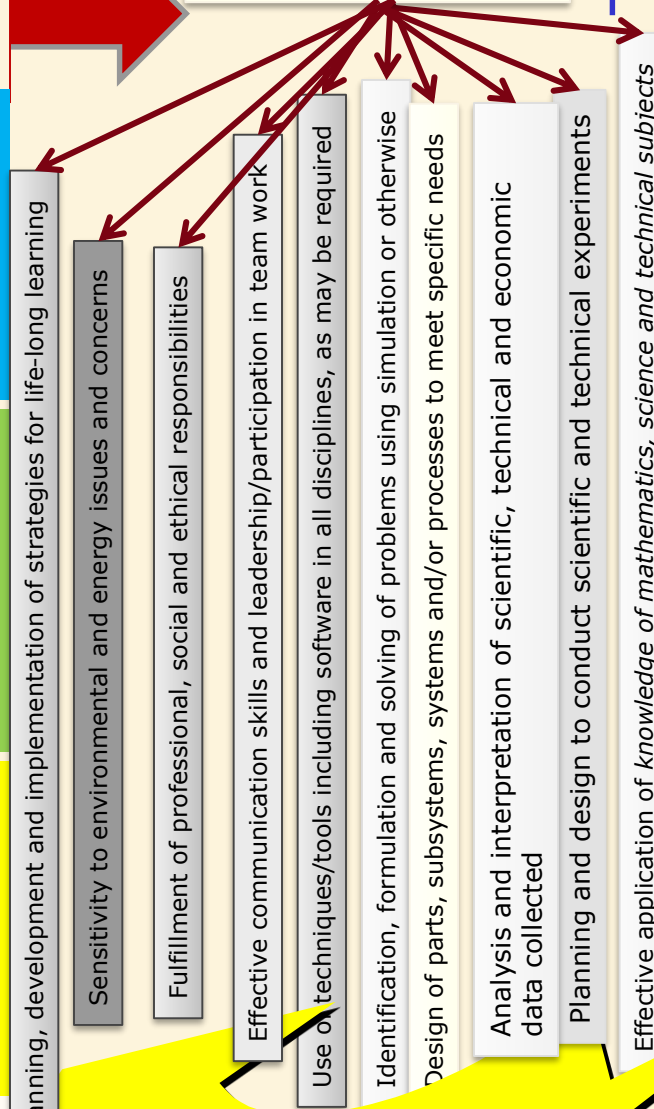 development and implementation of strategies for life-long learning
Sensitivity to environmental and energy issues and concerns
Fulfillment of professional, social and ethical responsibilities
Effective communication skills and leadership/participation in team work
Use of techniques/tools including software in all disciplines, as may be required
Identification, formulation and solving of problems using simulation or otherwise
Design of parts, subsystems, systems and/or processes to meet specific needs
Analysis and interpretation of scientific, technical and economic
data collected
Planning and design to conduct scientific and technical experiments
Effective application of knowledge of mathematics, science and technical subjects